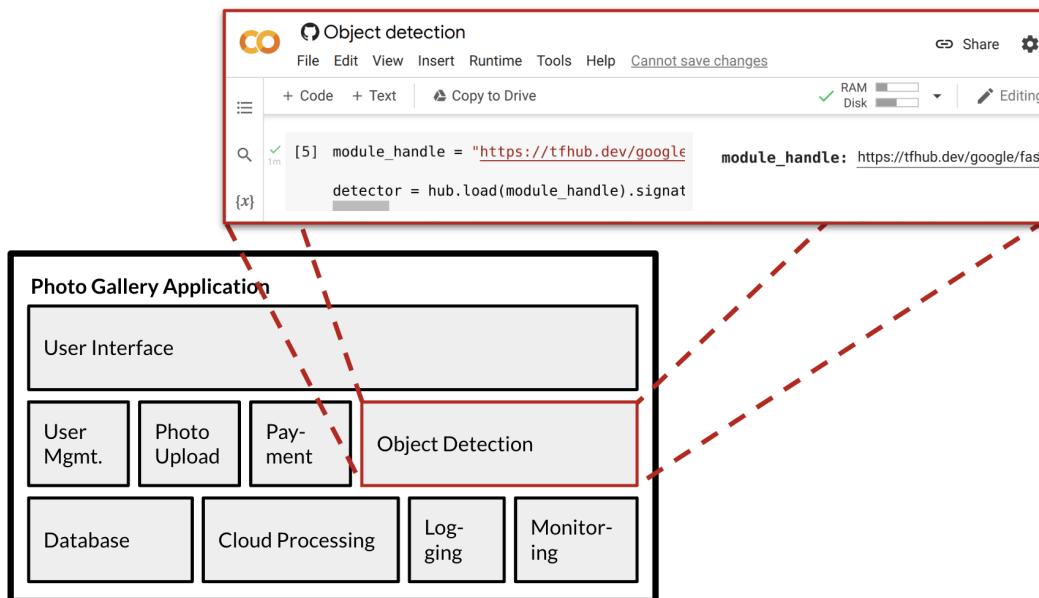 Object detection
Share
File Edit View Insert Runtime Tools Help Cannot save changes
+ Code + Text Copy to Drive
RAM
Disk
Editing
1m
[5] module_handle = "https://tfhub.dev/google
module_handle: https://tfhub.dev/google/fas
detector = hub.load(module_handle).signat
{x}
Photo Gallery Application
User Interface
User
Mgmt.
Photo
Upload
Pay-
ment
Object Detection
Database
Cloud Processing
Log-
ging
Monitor-
ing